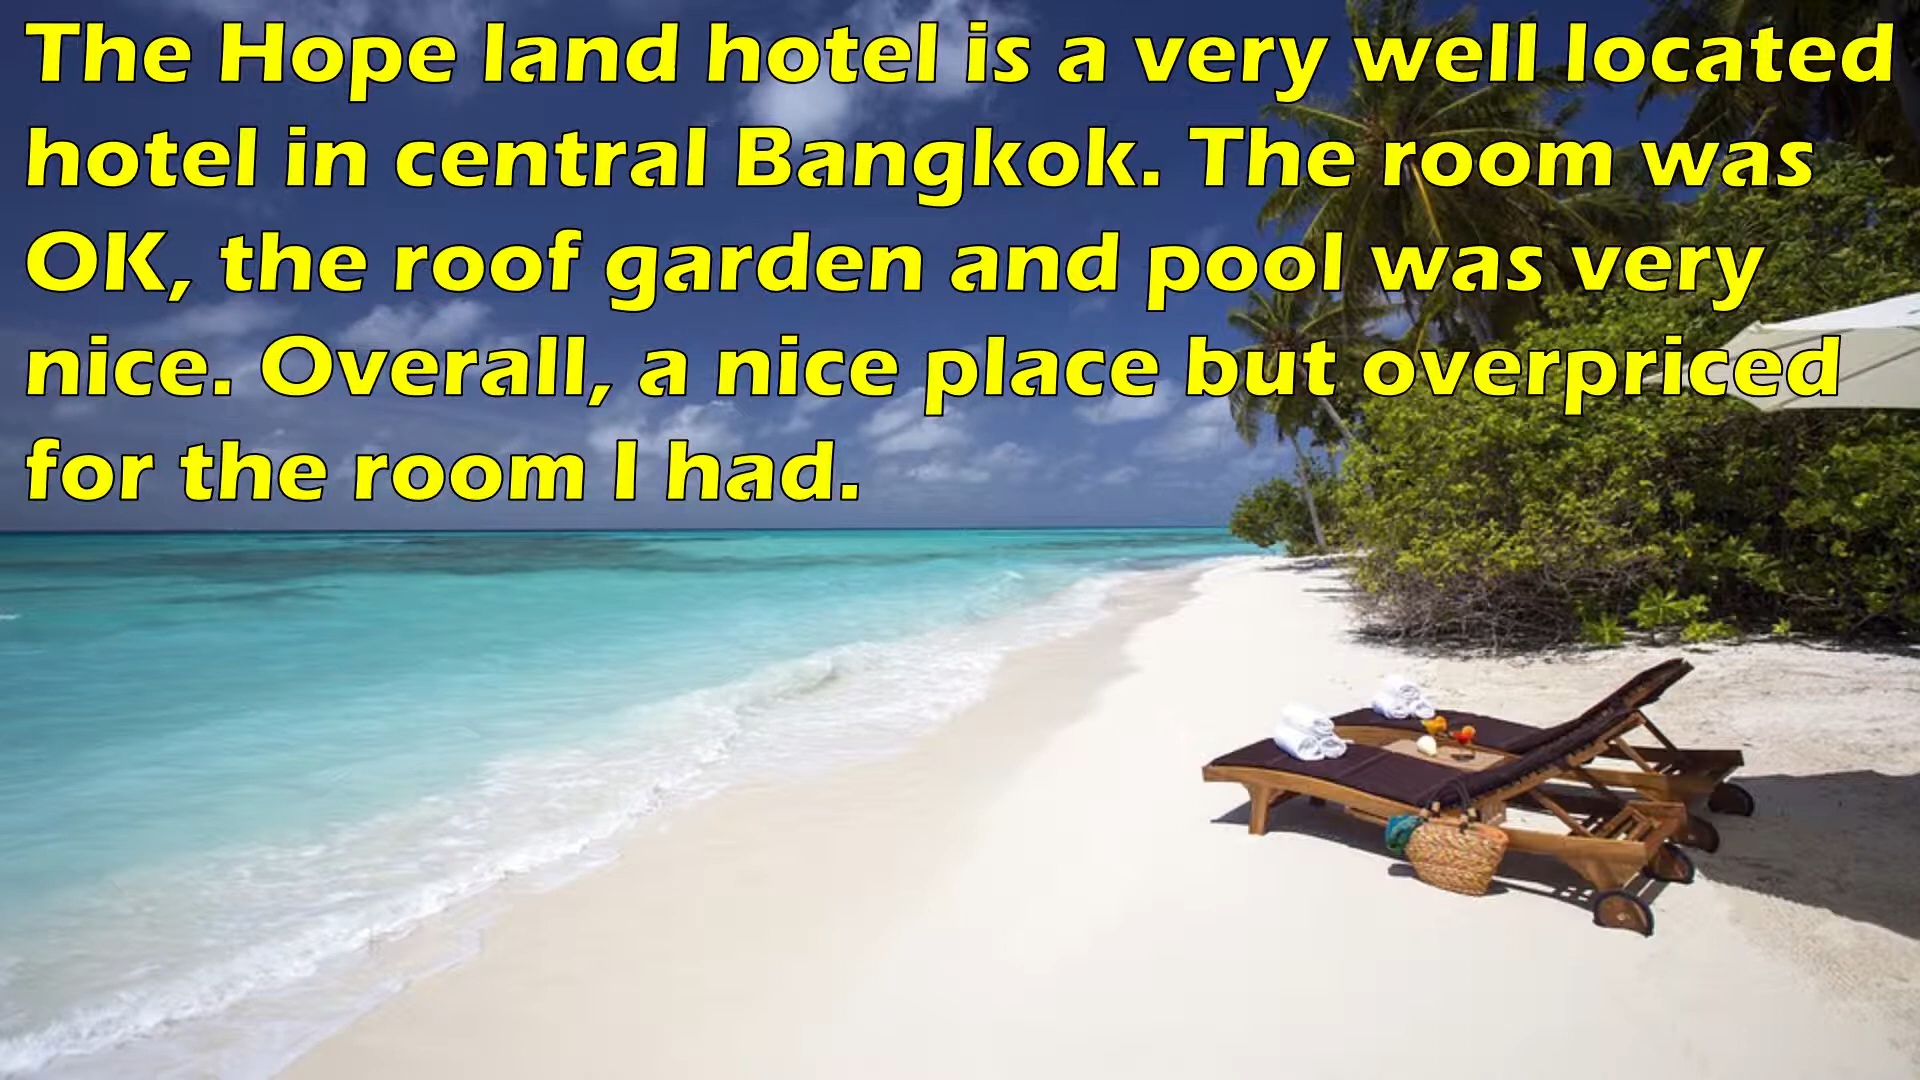 The Hope land hotel is a very well located
hotel in central Bangkok. The room was
OK, the roof garden and pool was very
nice. Overall, a nice place but overpriced
for the room I had.